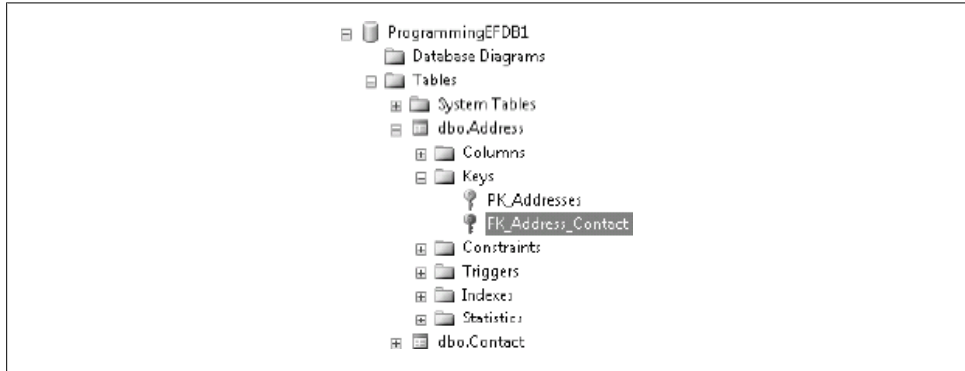 ProgrammingEFDB1
Database Diagrams
Tables
System Tables
dbo.Address
Columns
Keys
PK_Addresses
FK_Address_Contact
Constraints
Triggers
Indexes
Statistics
dbo.Contact